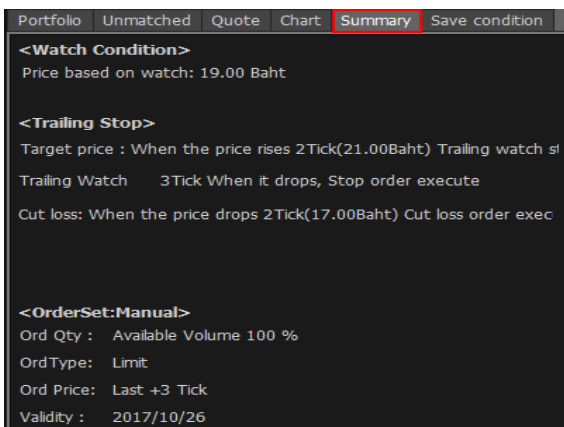 Portfolio Unmatched Quote Chart Summary Save condition
<Watch Condition>
Price based on watch: 19.00 Baht
<Trailing Stop>
Target price : When the price rises 2Tick(21.00Baht) Trailing watch
Trailing Watch 3Tick When it drops, Stop order execute
Cut loss: When the price drops 2Tick(17.00Baht) Cut loss order
<OrderSet:Manual>
Ord Qty : Available Volume 100 %
OrdType: Limit
Ord Price: Last +3 Tick
Validity : 2017/10/26